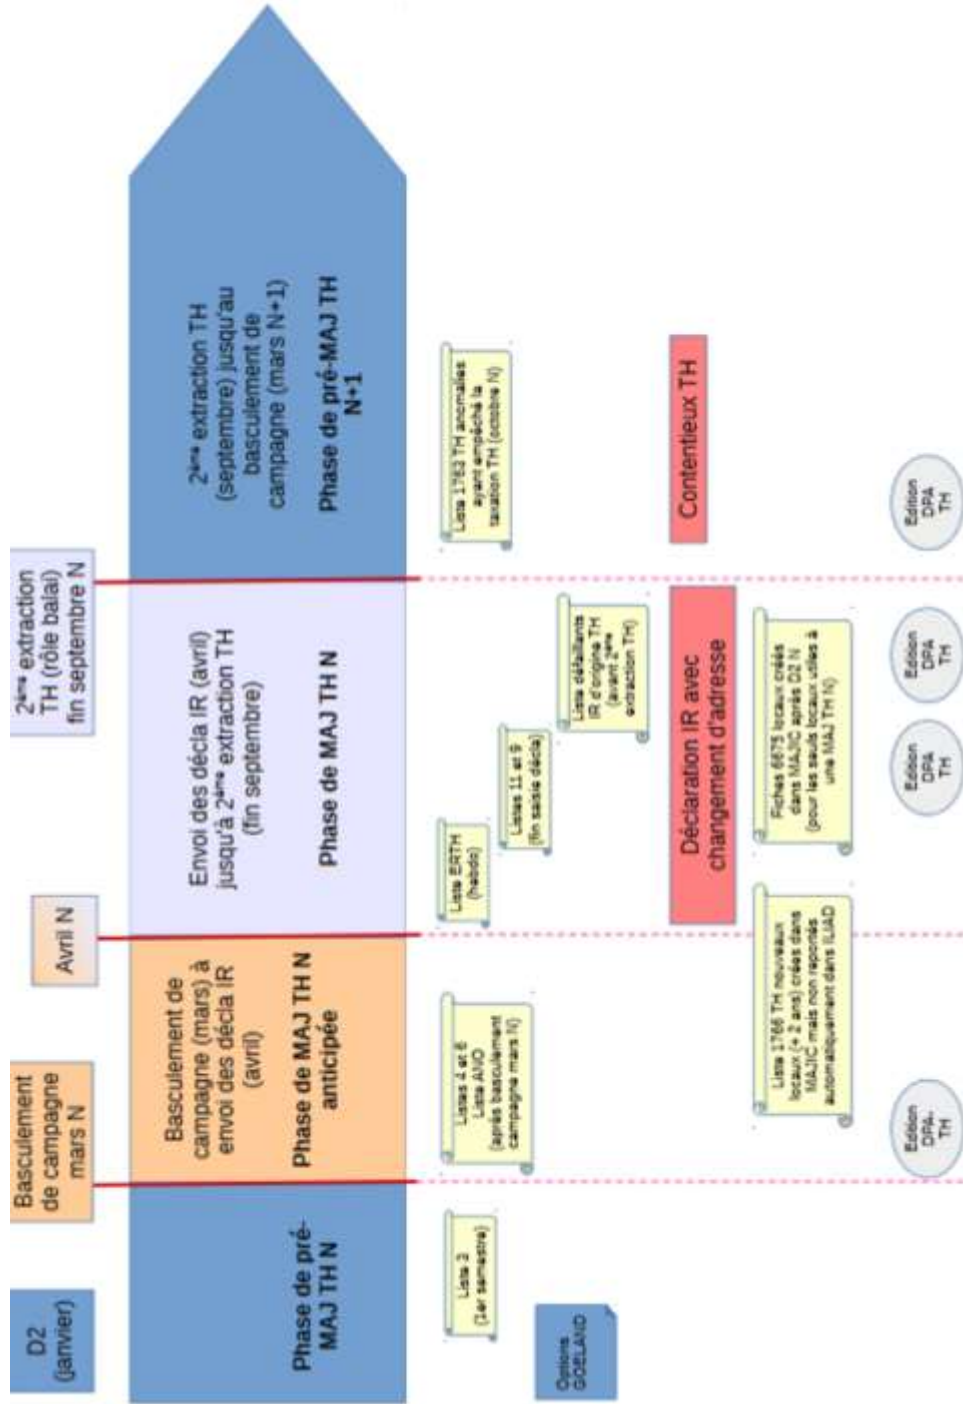 D2
(janvier)
Basculement
de campagne
mars N
Avril N
2ème extraction
TH (rôle balai)
fin septembre N
Phase de pré-
MAJ TH N
Basculement de
campagne (mars) à
envoi des décla IR
(avril)
Phase de MAJ TH N
anticipée
Envoi des décla IR (avril)
jusqu'à 2ème extraction TH
(fin septembre)
Phase de MAJ TH N
2ème extraction TH
(septembre) jusqu'au
basculement de
campagne (mars N+1)
Phase de pré-MAJ TH
N+1
Liste 3
(1er semestre)
Listes 4 et 6
Liste ANO
(après basculement
campagne mars N)
Liste ERTH
(hebdo)
Listes 11 et 9
(fin saisie décla)
Liste défaillants
IR d'origine TH
(avant 2ème
extraction TH)
Liste 1763 TH anomalies
ayant empêché la
taxation TH (octobre N)
Options
GOELAND
Déclaration IR avec
changement d'adresse
Contentieux TH
Liste 1766 TH nouveaux
locaux (+ 2 ans) crées dans
MAJIC mais non reportés
automatiquement dans ILIAD
Fiches 6675 locaux créés
dans MAJIC après D2 N
(pour les seuls locaux utiles à
une MAJ TH N)
Edition
DPA
TH
Edition
DPA
TH
Edition
DPA
TH
Edition
DPA
TH